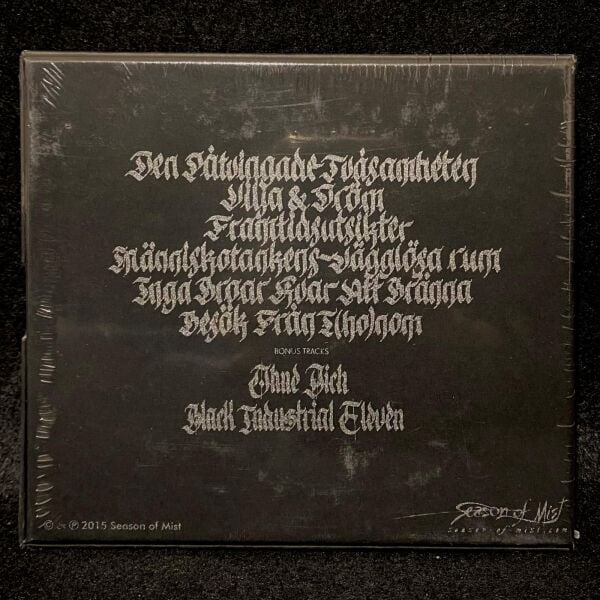 Den Påtvingade Tvåsamheten
Vilja & Dröm
Framtidsutsikter
Människotankens Vägglösa rum
Inga Broar Kvar Att Bränna
Besök Från I(ho)nom
BONUS TRACKS
Ohne Dich
Black Industrial Eleven
© & ℗ 2015 Season of Mist
Season of Mist
season-of-mist.com